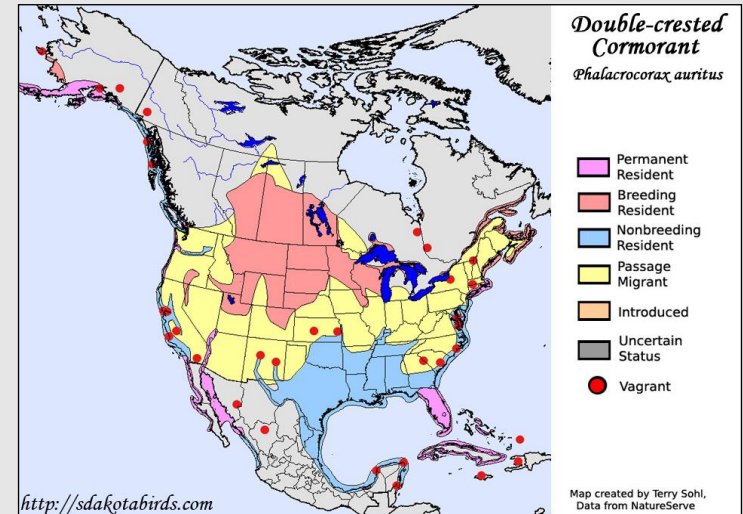 Double-crested
Cormorant
Phalacrocorax auritus
Permanent
Resident
Breeding
Resident
Nonbreeding
Resident
Passage
Migrant
Introduced
Uncertain
Status
Vagrant
http://sdakotabirds.com
Map created by Terry Sohl,
Data from NatureServe